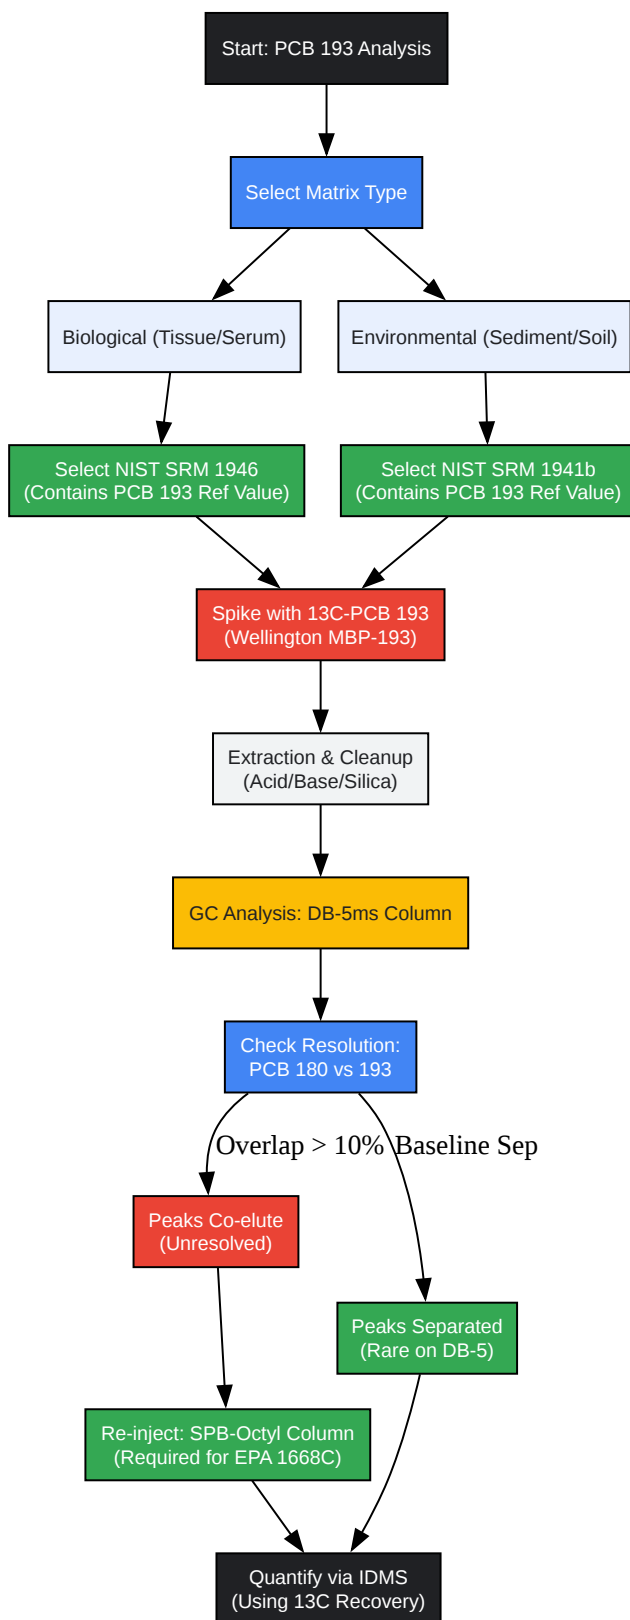 Start: PCB 193 Analysis
Select Matrix Type
Biological (Tissue/Serum)
Environmental (Sediment/Soil)
Select NIST SRM 1946
(Contains PCB 193 Ref Value)
Select NIST SRM 1941b
(Contains PCB 193 Ref Value)
Spike with 13C-PCB 193
(Wellington MBP-193)
Extraction & Cleanup
(Acid/Base/Silica)
GC Analysis: DB-5ms Column
Check Resolution:
PCB 180 vs 193
Overlap > 10%
Baseline Sep
Peaks Co-elute
(Unresolved)
Peaks Separated
(Rare on DB-5)
Re-inject: SPB-Octyl Column
(Required for EPA 1668C)
Quantify via IDMS
(Using 13C Recovery)